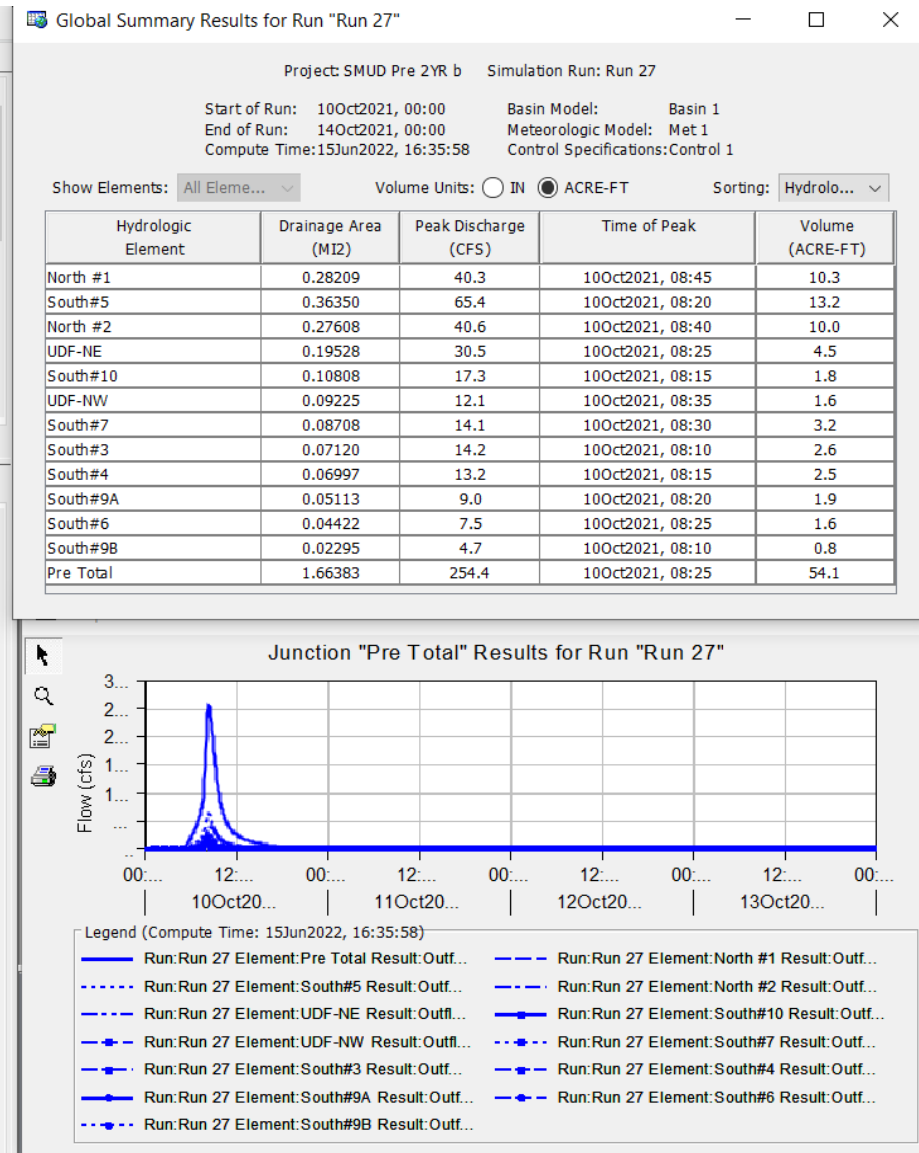 Global Summary Results for Run "Run 27"
Project: SMUD Pre 2YR b Simulation Run: Run 27
Start of Run: 10Oct2021, 00:00 Basin Model: Basin 1
End of Run: 14Oct2021, 00:00 Meteorologic Model: Met 1
Compute Time:15Jun2022, 16:35:58 Control Specifications:Control 1
Show Elements: All Eleme... Volume Units: IN ACRE-FT Sorting: Hydrolo...
Hydrologic Drainage Area Peak Discharge Time of Peak Volume
Element (MI2) (CFS) (ACRE-FT)
North #1 0.28209 40.3 10Oct2021, 08:45 10.3
South#5 0.36350 65.4 10Oct2021, 08:20 13.2
North #2 0.27608 40.6 10Oct2021, 08:40 10.0
UDF-NE 0.19528 30.5 10Oct2021, 08:25 4.5
South#10 0.10808 17.3 10Oct2021, 08:15 1.8
UDF-NW 0.09225 12.1 10Oct2021, 08:35 1.6
South#7 0.08708 14.1 10Oct2021, 08:30 3.2
South#3 0.07120 14.2 10Oct2021, 08:10 2.6
South#4 0.06997 13.2 10Oct2021, 08:15 2.5
South#9A 0.05113 9.0 10Oct2021, 08:20 1.9
South#6 0.04422 7.5 10Oct2021, 08:25 1.6
South#9B 0.02295 4.7 10Oct2021, 08:10 0.8
Pre Total 1.66383 254.4 10Oct2021, 08:25 54.1
Junction "Pre Total" Results for Run "Run 27"
3...
2...
2...
1...
1...
...
..
Flow (cfs)
00:... 12:... 00:... 12:... 00:... 12:... 00:... 12:... 00:...
10Oct20... 11Oct20... 12Oct20... 13Oct20...
Legend (Compute Time: 15Jun2022, 16:35:58)
Run:Run 27 Element:Pre Total Result:Outf... Run:Run 27 Element:North #1 Result:Outf...
Run:Run 27 Element:South#5 Result:Outf... Run:Run 27 Element:North #2 Result:Outf...
Run:Run 27 Element:UDF-NE Result:Outfl... Run:Run 27 Element:South#10 Result:Outf...
Run:Run 27 Element:UDF-NW Result:Outfl... Run:Run 27 Element:South#7 Result:Outf...
Run:Run 27 Element:South#3 Result:Outf... Run:Run 27 Element:South#4 Result:Outf...
Run:Run 27 Element:South#9A Result:Outf... Run:Run 27 Element:South#6 Result:Outf...
Run:Run 27 Element:South#9B Result:Outf...